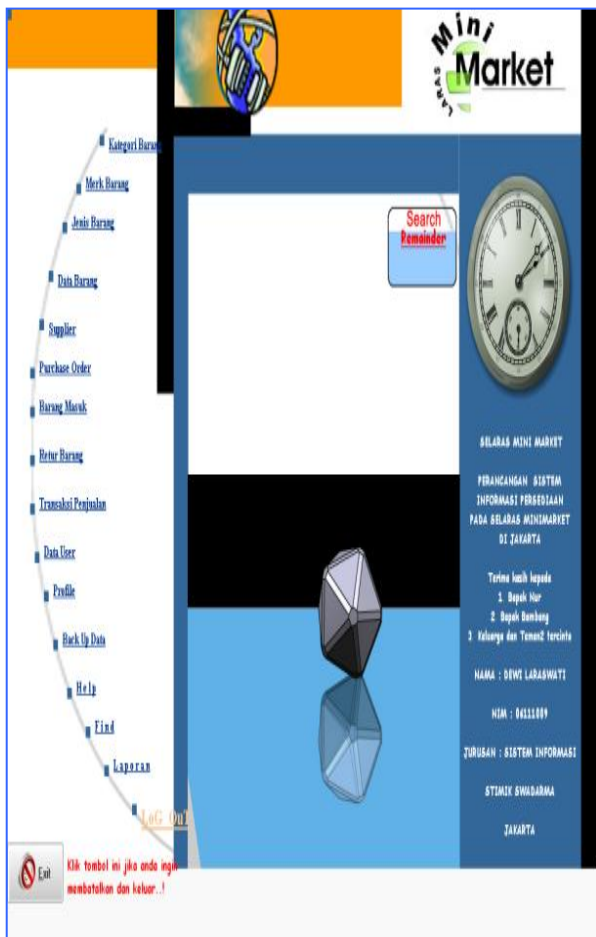 Mini
Market
LARAS
Kategori Barang
Merk Barang
Jenis Barang
Data Barang
Supplier
Purchase Order
Barang Masuk
Retur Barang
Transaksi Penjualan
Data User
Profile
Back Up Data
H e l p
F i n d
L a p o r a n
LoG OuT
Exit
Klik tombol ini jika anda ingin
membatalkan dan keluar..!
Search
Remainder
SELARAS MINI MARKET
PERANCANGAN SISTEM
INFORMASI PERSEDIAAN
PADA SELARAS MINIMARKET
DI JAKARTA
Terima kasih kepada
1 Bapak Nur
2 Bapak Bambang
3 Keluarga dan Teman2 tercinta
NAMA : DEWI LARASWATI
NIM : 06111089
JURUSAN : SISTEM INFORMASI
STIMIK SWADARMA
JAKARTA